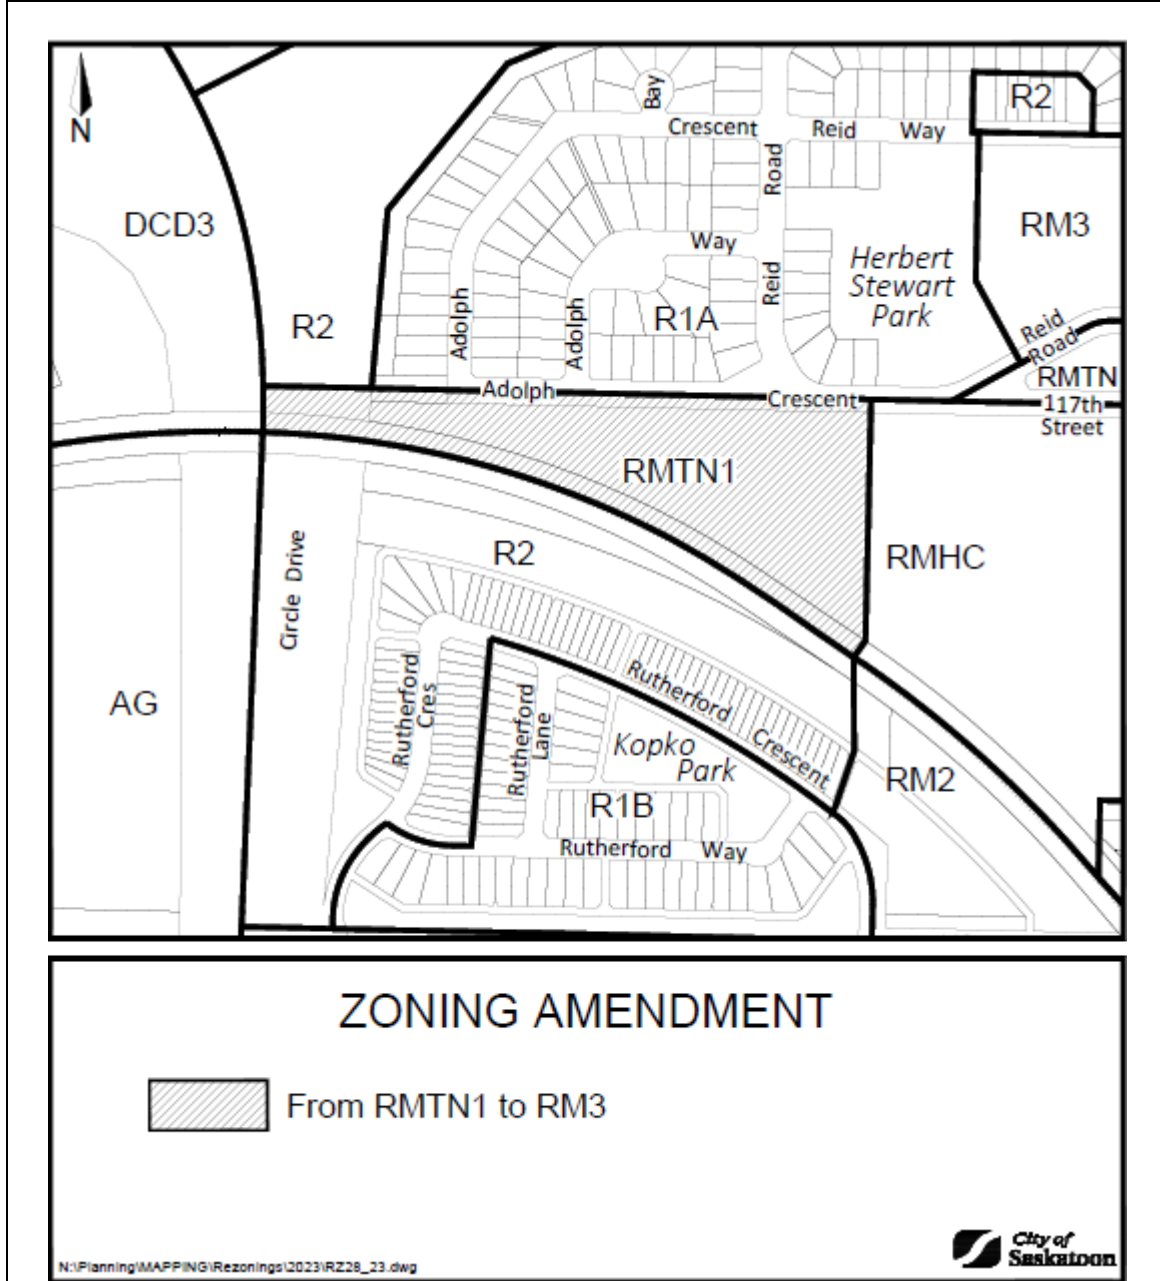 N
Bay
R2
Crescent
Reid
Way
Road
DCD3
RM3
Way
Herbert
Stewart
Park
Reid
R2
Adolph
Adolph
R1A
Reid
Road
RMTN
Adolph
Crescent
117th
Street
RMTN1
R2
RMHC
Circle Drive
AG
Rutherford
Cres
Rutherford
Lane
Rutherford
Crescent
Kopko
Park
RM2
R1B
Rutherford
Way
ZONING AMENDMENT
From RMTN1 to RM3
N:\Planning\MAPPING\Rezonings\2023\RZ28_23.dwg
City of
Saskatoon